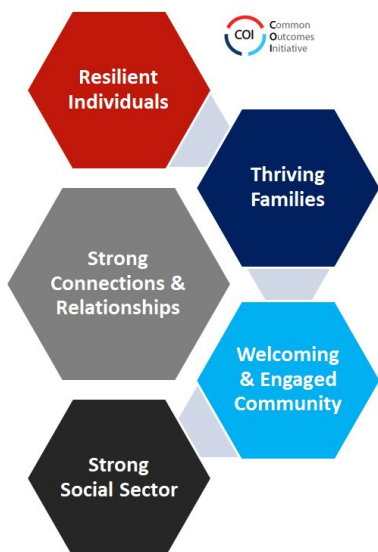 COI
Common
Outcomes
Initiative
Resilient
Individuals
Thriving
Families
Strong
Connections &
Relationships
Welcoming
& Engaged
Community
Strong
Social Sector